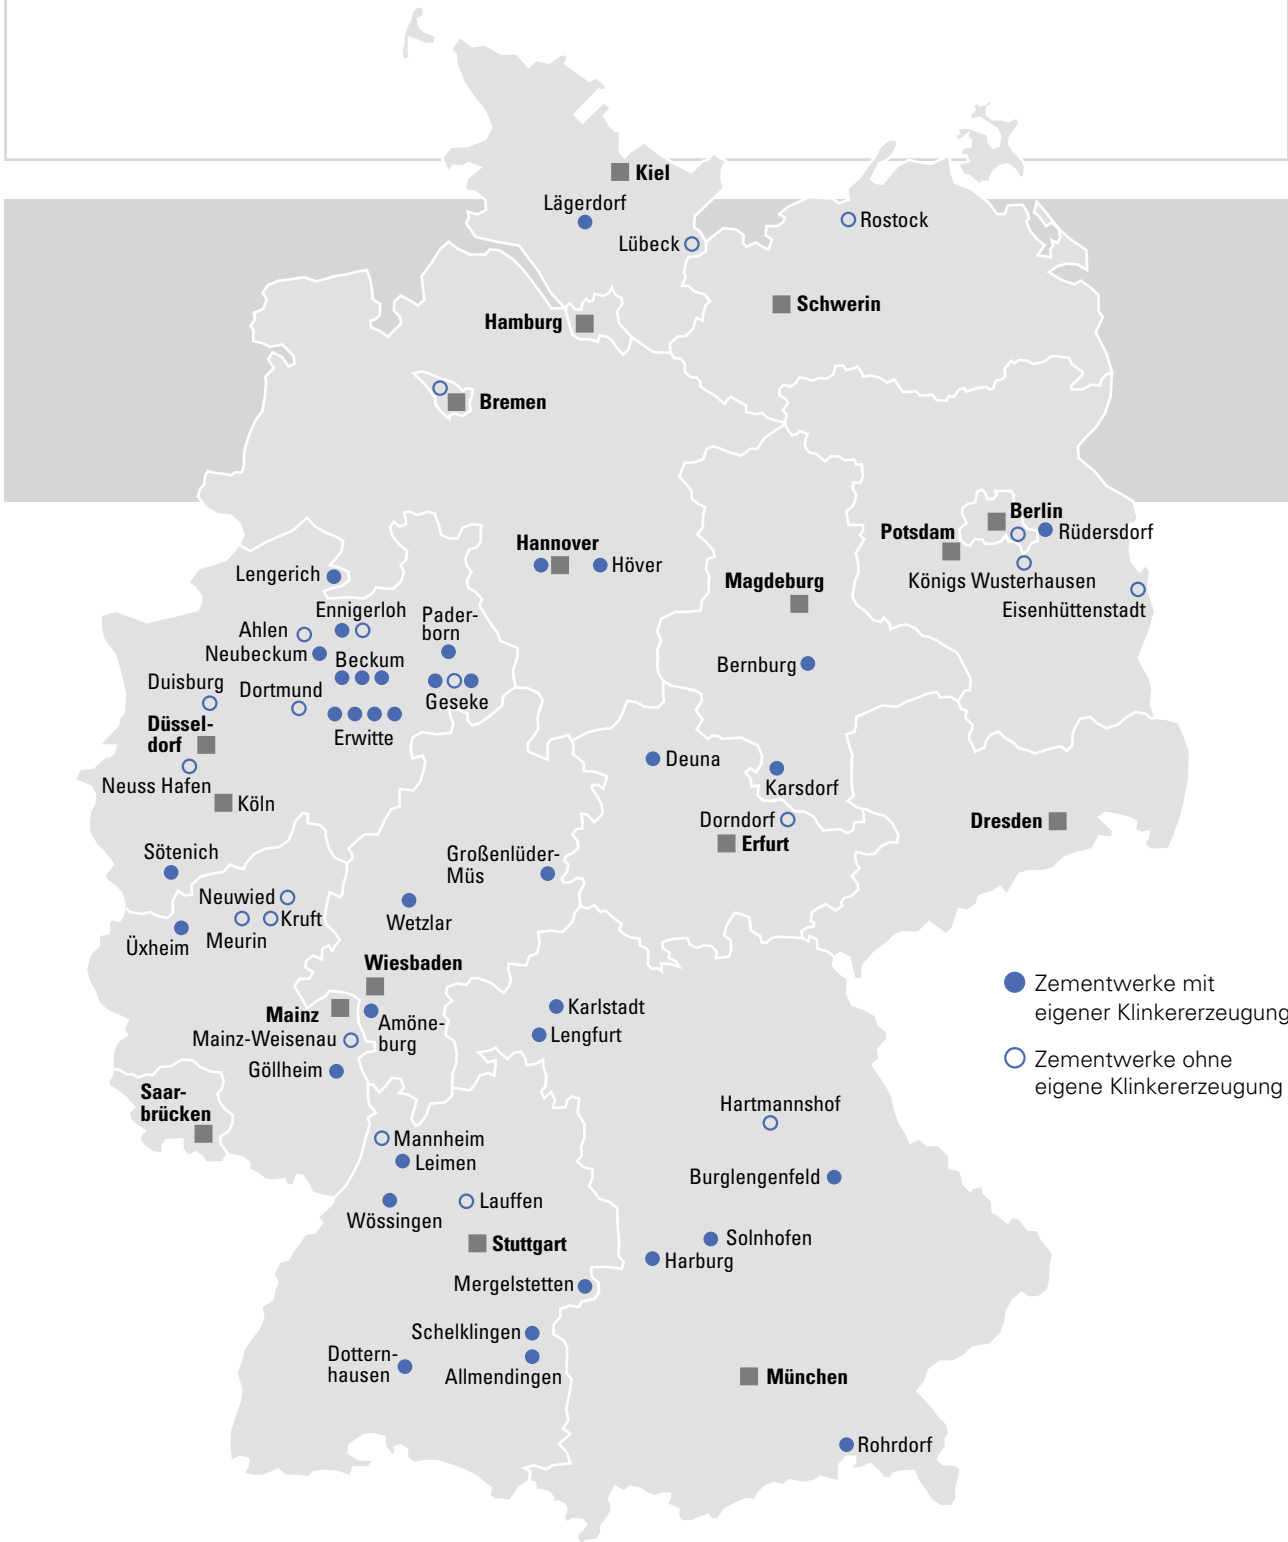 Kiel
Lägerdorf
Rostock
Lübeck
Schwerin
Hamburg
Bremen
Berlin
Potsdam
Rüdersdorf
Hannover
Höver
Lengerich
Magdeburg
Königs Wusterhausen
Eisenhüttenstadt
Ennigerloh
Pader-
born
Ahlen
Neubeckum
Beckum
Bernburg
Duisburg
Dortmund
Geseke
Düssel-
dorf
Erwitte
Deuna
Neuss Hafen
Karsdorf
Köln
Dorndorf
Dresden
Erfurt
Sötenich
Großenlüder-
Müs
Neuwied
Kruft
Wetzlar
Meurin
Üxheim
Wiesbaden
Zementwerke mit
eigener Klinkererzeugung
Karlstadt
Mainz
Amöne-
burg
Lengfurt
Mainz-Weisenau
Zementwerke ohne
eigene Klinkererzeugung
Göllheim
Saar-
brücken
Hartmannshof
Mannheim
Leimen
Burglengenfeld
Lauffen
Wössingen
Solnhofen
Stuttgart
Harburg
Mergelstetten
Schelklingen
Dottern-
hausen
Allmendingen
München
Rohrdorf